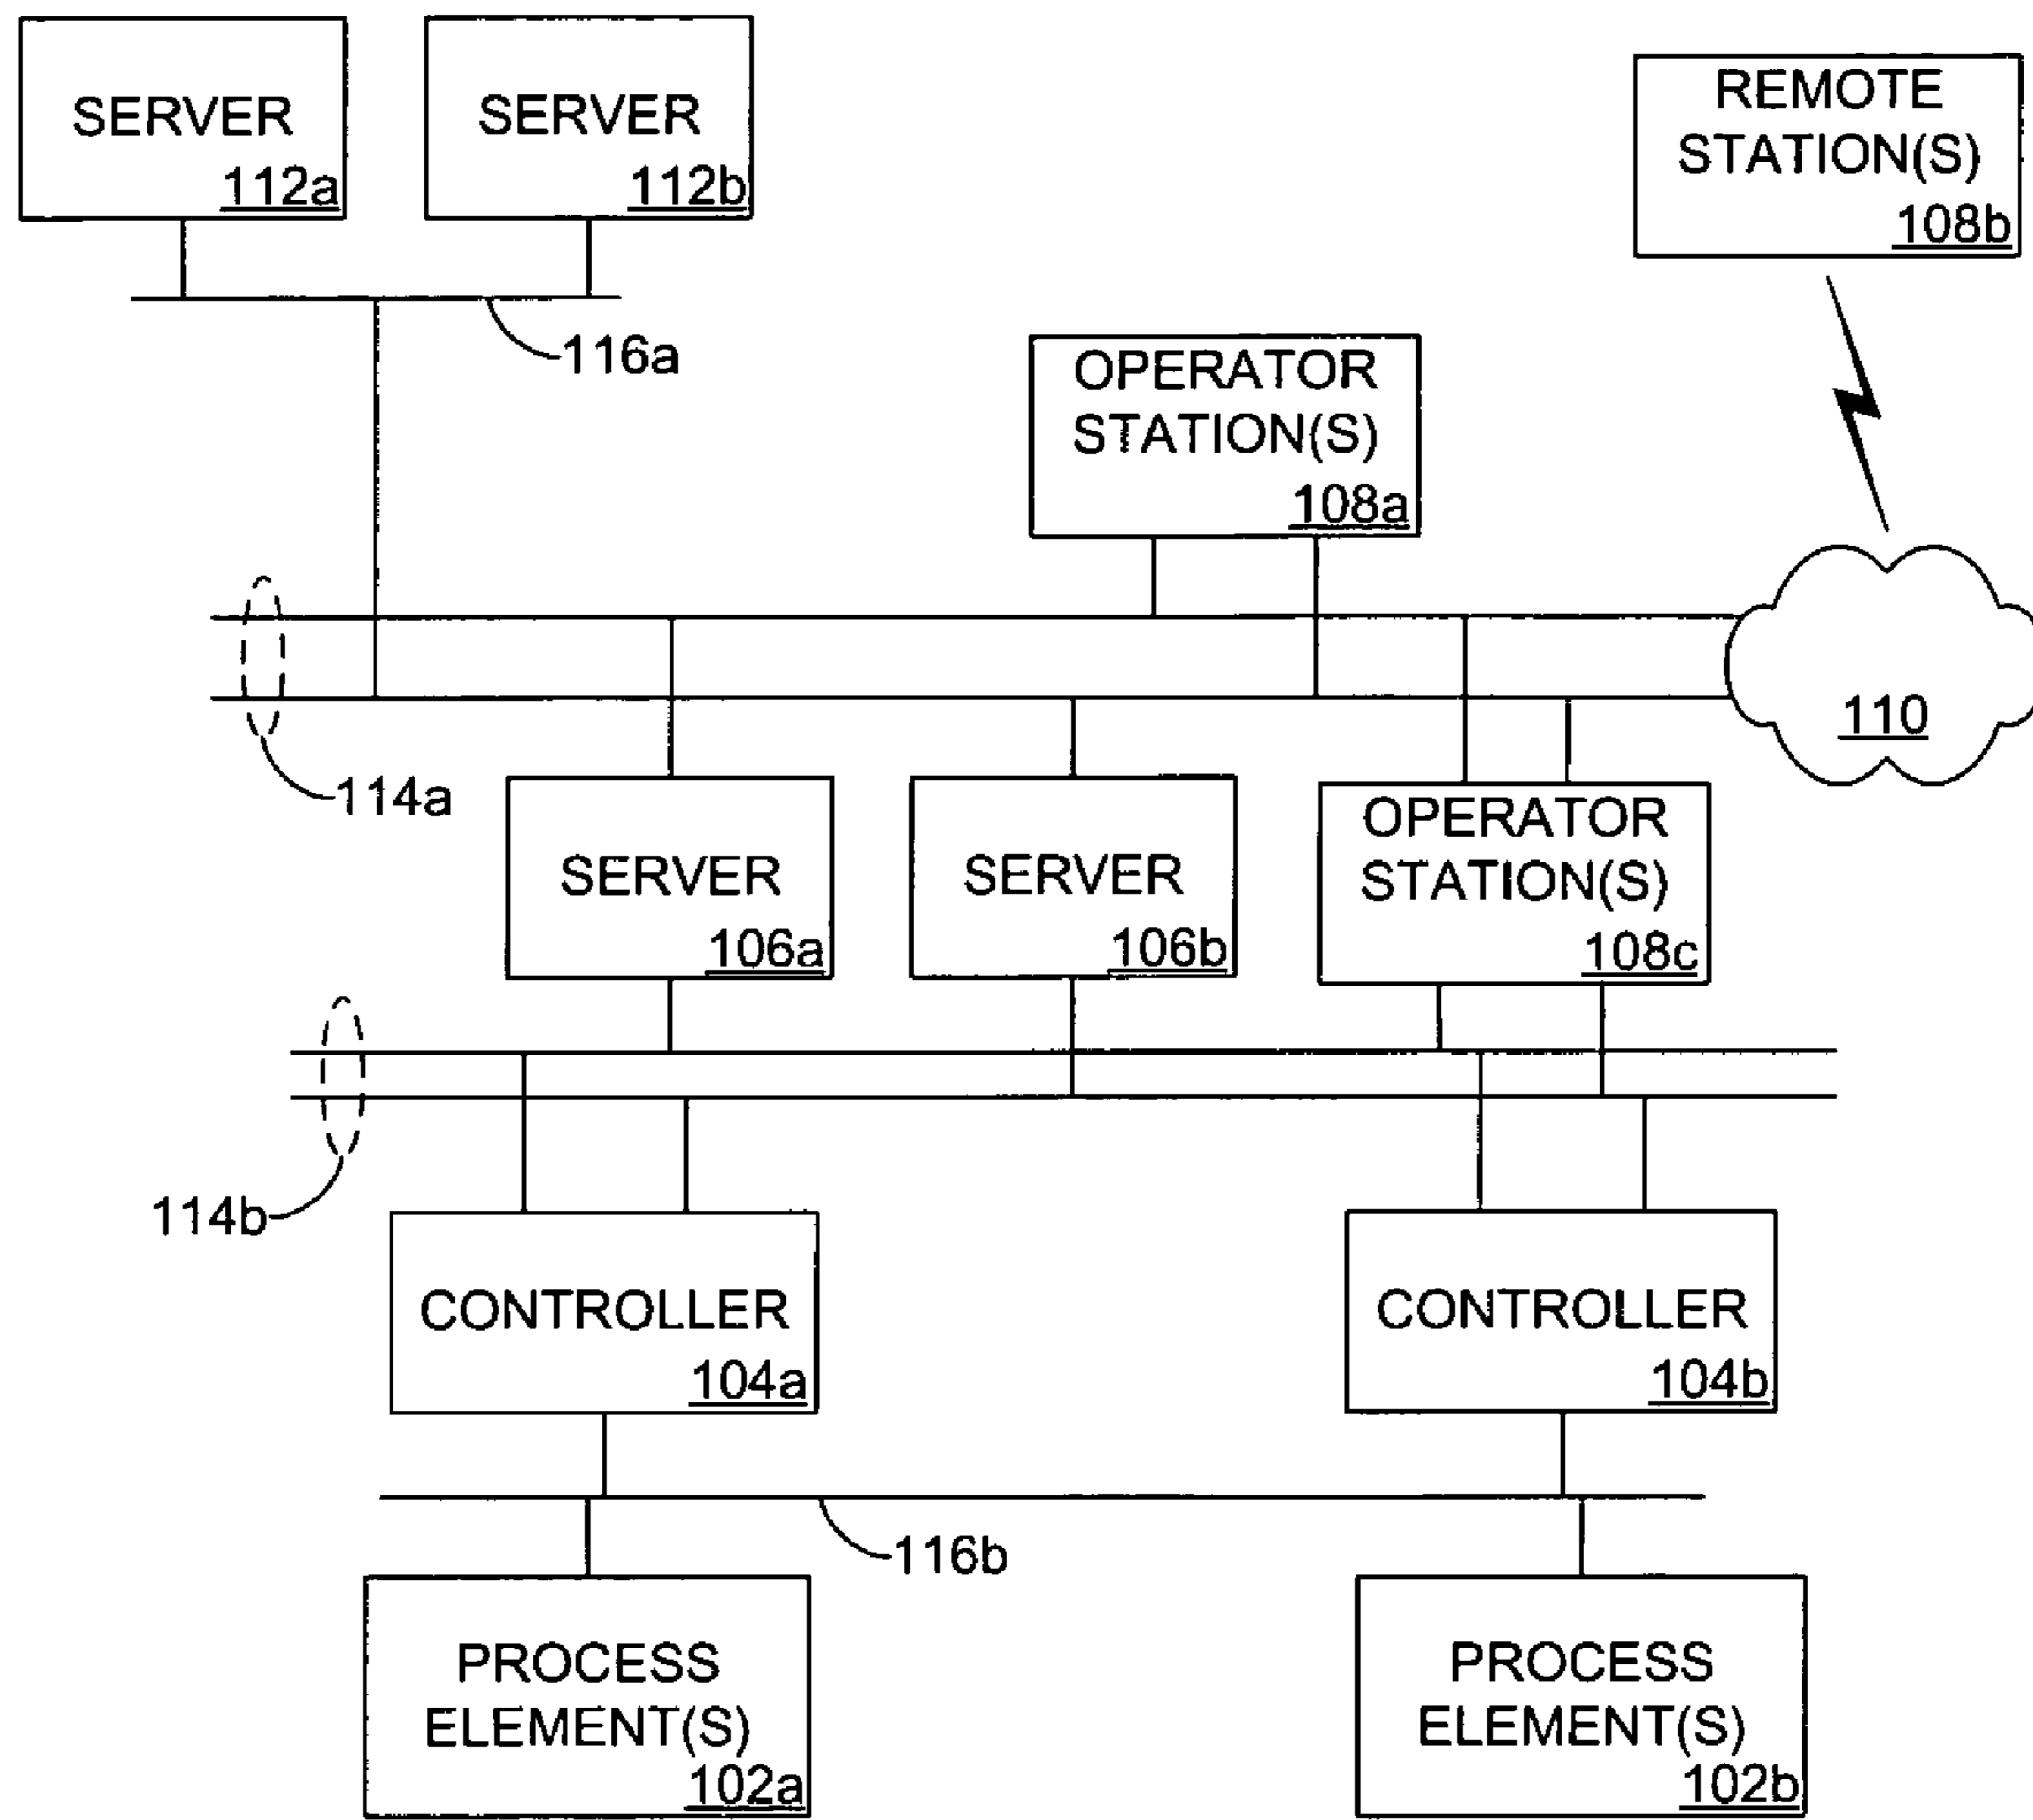 SERVER
112a
SERVER
112b
REMOTE
STATION(S)
108b
116a
OPERATOR
STATION(S)
108a
110
114a
SERVER
106a
SERVER
106b
OPERATOR
STATION(S)
108c
114b
CONTROLLER
104a
CONTROLLER
104b
116b
PROCESS
ELEMENT(S)
102a
PROCESS
ELEMENT(S)
102b